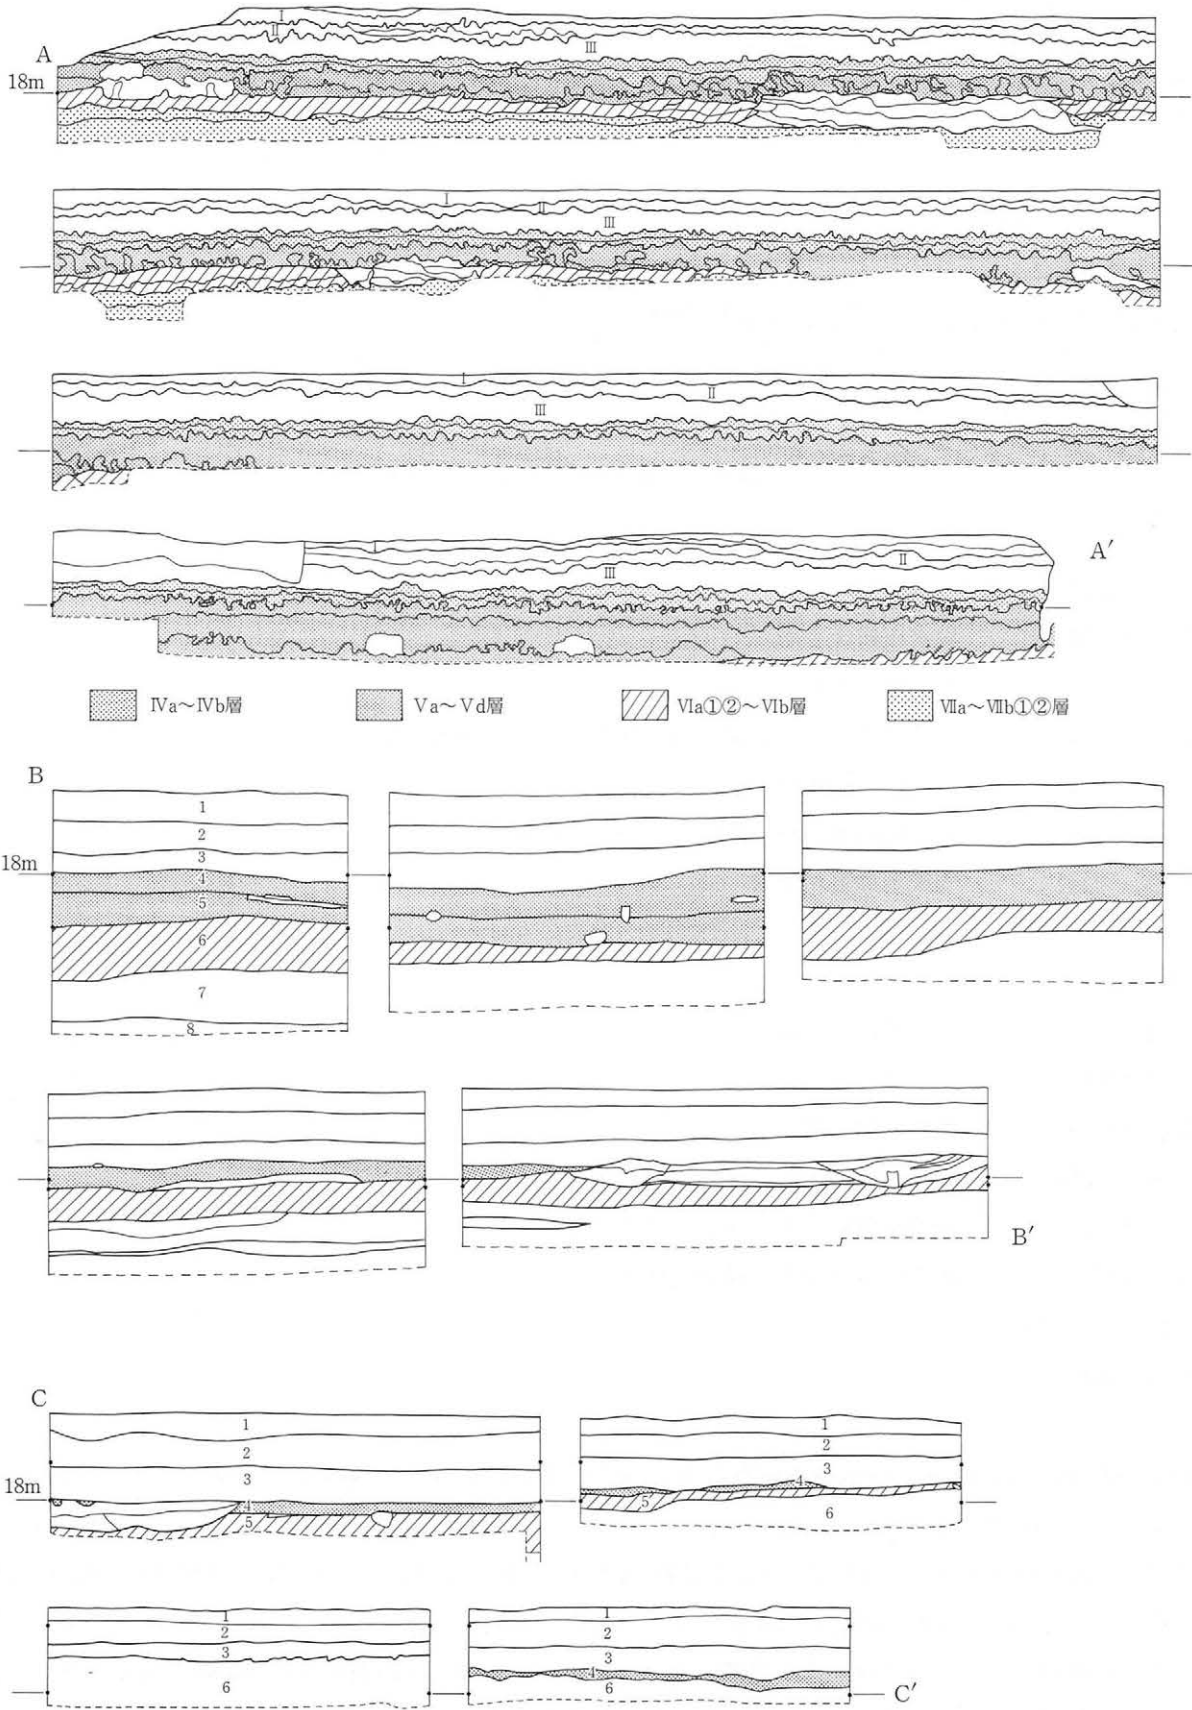 A
I
II
III
18m
I
II
III
I
II
III
I
II
III
A′
Ⅳa～Ⅳb層 Ⅴa～Ⅴd層 Ⅵa①②～Ⅵb層 Ⅶa～Ⅶb①②層
B
1
2
3
18m
4
5
6
7
8
B′
C
1
2
3
18m
4
5
1
2
3
4
5
6
1
2
3
6
1
2
3
4
6
C′